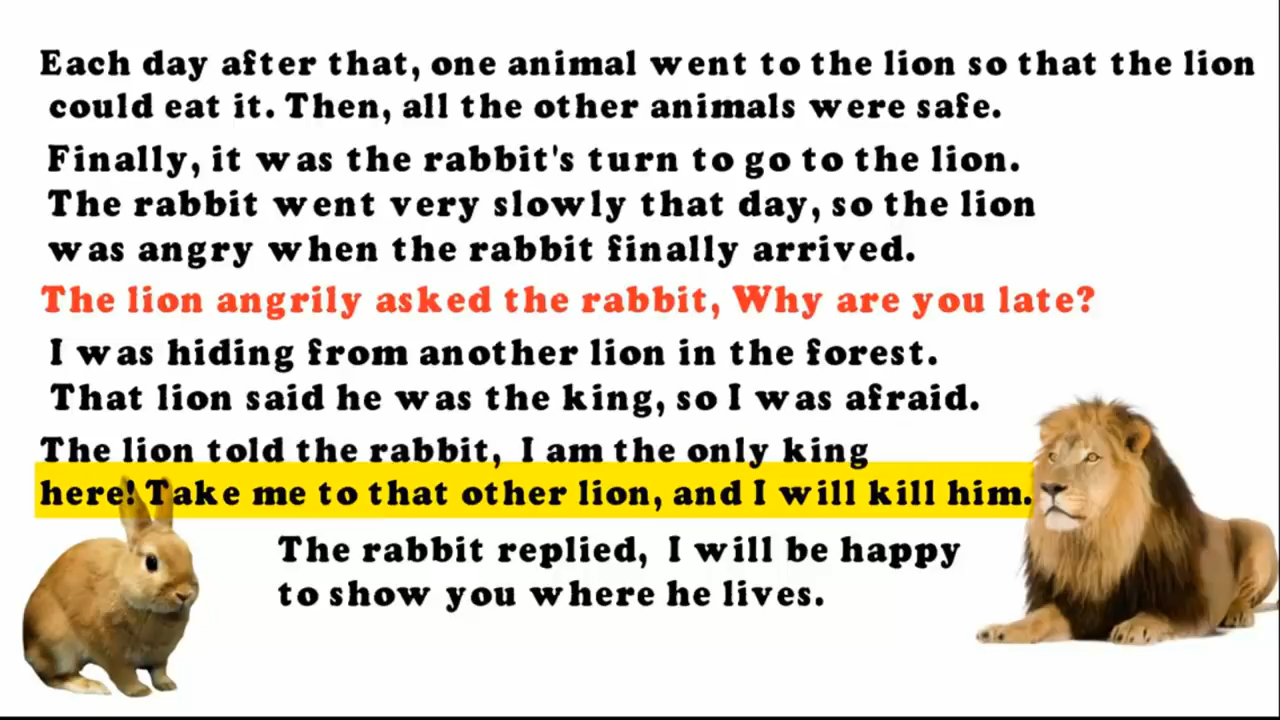 Each day after that, one animal went to the lion so that the lion
could eat it. Then, all the other animals were safe.
Finally, it was the rabbit's turn to go to the lion.
The rabbit went very slowly that day, so the lion
was angry when the rabbit finally arrived.
The lion angrily asked the rabbit, Why are you late?
I was hiding from another lion in the forest.
That lion said he was the king, so I was afraid.
The lion told the rabbit, I am the only king
here! Take me to that other lion, and I will kill him.
The rabbit replied, I will be happy
to show you where he lives.